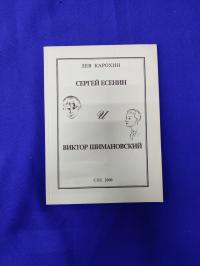 ЛЕВ КАРОХИН
СЕРГЕЙ ЕСЕНИН
И
ВИКТОР ШИМАНОВСКИЙ
СПб. 2000